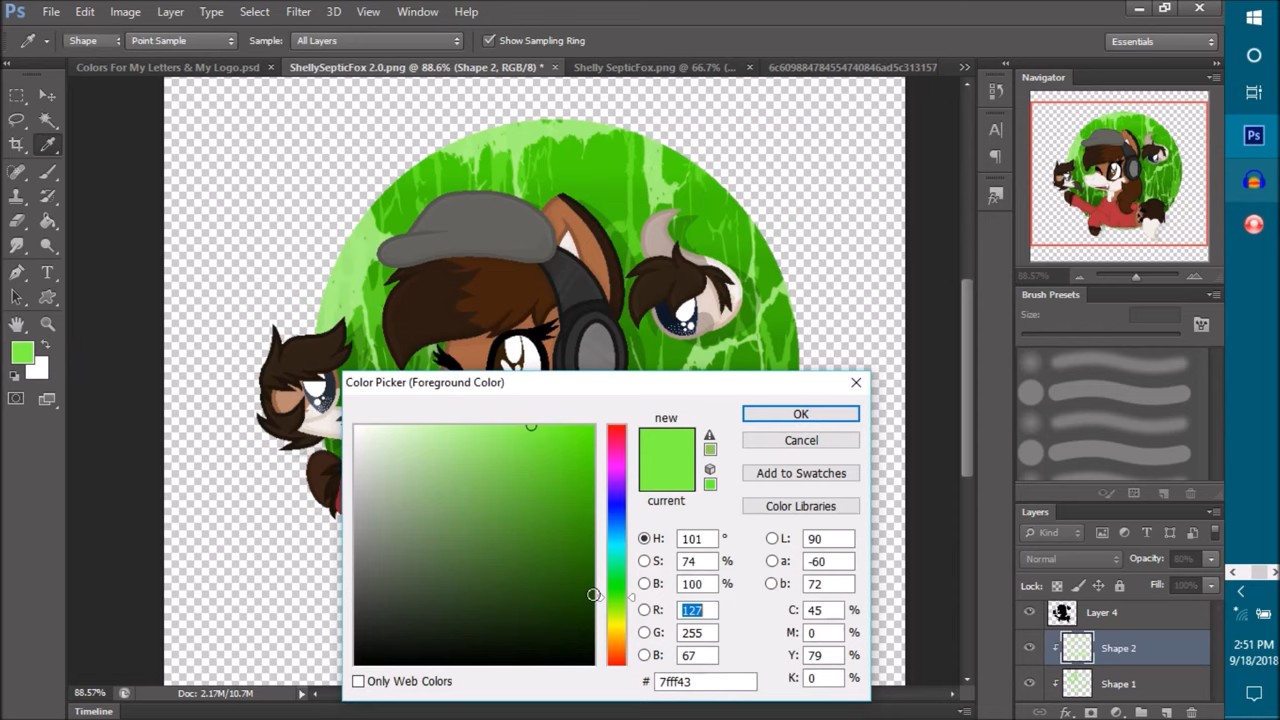 Ps File Edit Image Layer Type Select Filter 3D View Window Help
Shape Point Sample Sample: All Layers Show Sampling Ring Essentials
Colors For My Letters & My Logo.psd × ShellySepticFox 2.0.png @ 88.6% (Shape 2, RGB/8) * × Shelly SepticFox.png @ 66.7% (... × 6c609884784554740846ad5c313157 >>
Navigator
88.57%
Brush Presets
Size:
Color Picker (Foreground Color)
new
current
OK
Cancel
Add to Swatches
Color Libraries
H: 101 ° L: 90
S: 74 % a: -60
B: 100 % b: 72
R: 127 C: 45 %
G: 255 M: 0 %
B: 67 Y: 79 %
K: 0 %
Only Web Colors # 7fff43
Layers
Kind
Normal Opacity: 80%
Lock: Fill: 100%
Layer 4
Shape 2
Shape 1
88.57% Doc: 2.17M/10.7M
Timeline
Ps
2:51 PM
9/18/2018